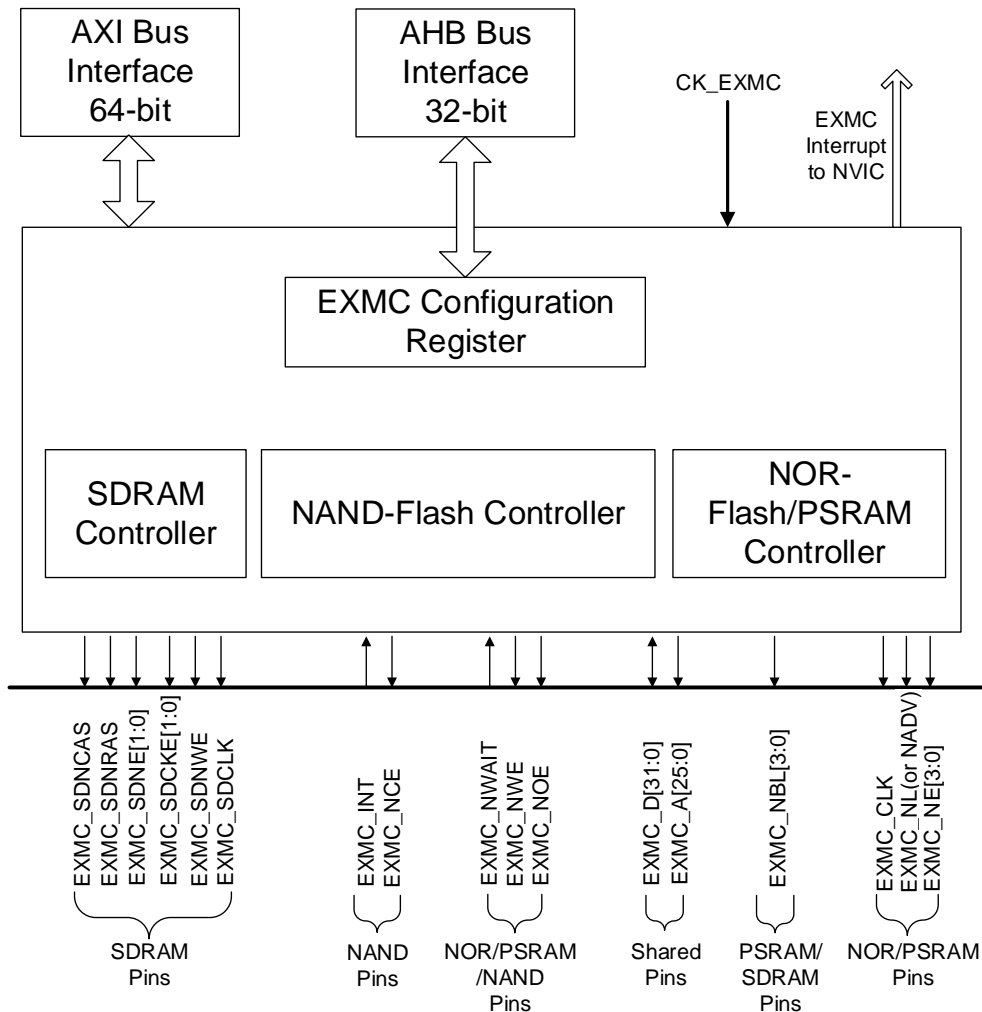 AXI Bus
Interface
64-bit
AHB Bus
Interface
32-bit
CK_EXMC
EXMC
Interrupt
to NVIC
EXMC Configuration
Register
SDRAM
Controller
NAND-Flash Controller
NOR-
Flash/PSRAM
Controller
EXMC_SDNCAS
EXMC_SDNRAS
EXMC_SDNE[1:0]
EXMC_SDCKE[1:0]
EXMC_SDNWE
EXMC_SDCLK
EXMC_INT
EXMC_NCE
EXMC_NWAIT
EXMC_NWE
EXMC_NOE
EXMC_D[31:0]
EXMC_A[25:0]
EXMC_NBL[3:0]
EXMC_CLK
EXMC_NL(or NADV)
EXMC_NE[3:0]
SDRAM
Pins
NAND
Pins
NOR/PSRAM
/NAND
Pins
Shared
Pins
PSRAM/
SDRAM
Pins
NOR/PSRAM
Pins